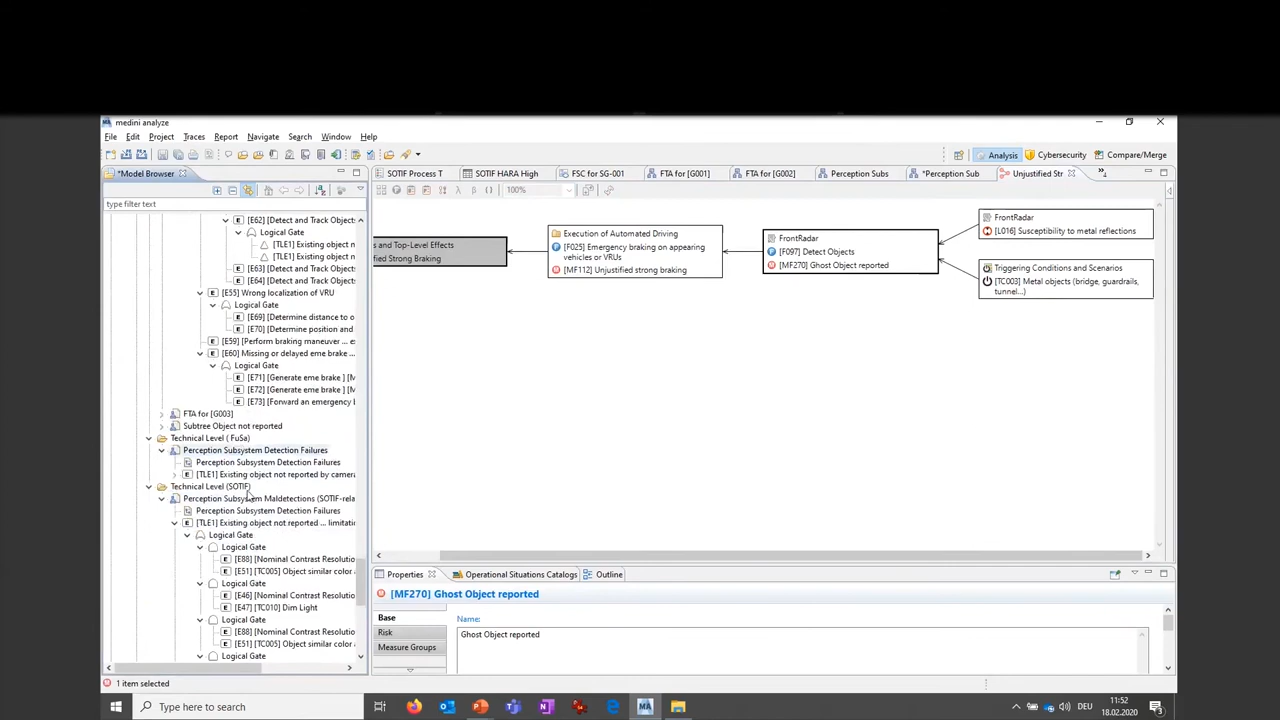 medini analyze
File Edit Project Traces Report Navigate Search Window Help
100%
Analysis Cybersecurity Compare/Merge
*Model Browser
SOTIF Process T SOTIF HARA High FSC for SG-001 FTA for [G001] FTA for [G002] Perception Subs *Perception Sub Unjustified Str
type filter text
[E62] [Detect and Track Objects
Logical Gate
[TLE1] Existing object n
[TLE1] Existing object n
[E63] [Detect and Track Objects
[E64] [Detect and Track Objects
[E55] Wrong localization of VRU
Logical Gate
[E69] [Determine distance to o
[E70] [Determine position and
[E59] [Perform braking maneuver ... e
[E60] Missing or delayed eme brake ...
Logical Gate
[E71] [Generate eme brake ] [M
[E72] [Generate eme brake ] [M
[E73] [Forward an emergency b
FTA for [G003]
Subtree Object not reported
Technical Level ( FuSa)
Perception Subsystem Detection Failures
Perception Subsystem Detection Failures
[TLE1] Existing object not reported by camera
Technical Level (SOTIF)
Perception Subsystem Maldetections (SOTIF-rela
Perception Subsystem Detection Failures
[TLE1] Existing object not reported ... limitati
Logical Gate
Logical Gate
[E88] [Nominal Contrast Resolutio
[E51] [TC005] Object similar color a
Logical Gate
[E46] [Nominal Contrast Resolutio
[E47] [TC010] Dim Light
Logical Gate
[E88] [Nominal Contrast Resolutio
[E51] [TC005] Object similar color a
Logical Gate
s and Top-Level Effects
fied Strong Braking
Execution of Automated Driving
[F025] Emergency braking on appearing
vehicles or VRUs
[MF112] Unjustified strong braking
FrontRadar
[F097] Detect Objects
[MF270] Ghost Object reported
FrontRadar
[L016] Susceptibility to metal reflections
Triggering Conditions and Scenarios
[TC003] Metal objects (bridge, guardrails,
tunnel...)
Properties Operational Situations Catalogs Outline
[MF270] Ghost Object reported
Base
Risk
Measure Groups
Name:
Ghost Object reported
1 item selected
Type here to search
DEU
11:52
18.02.2020
3